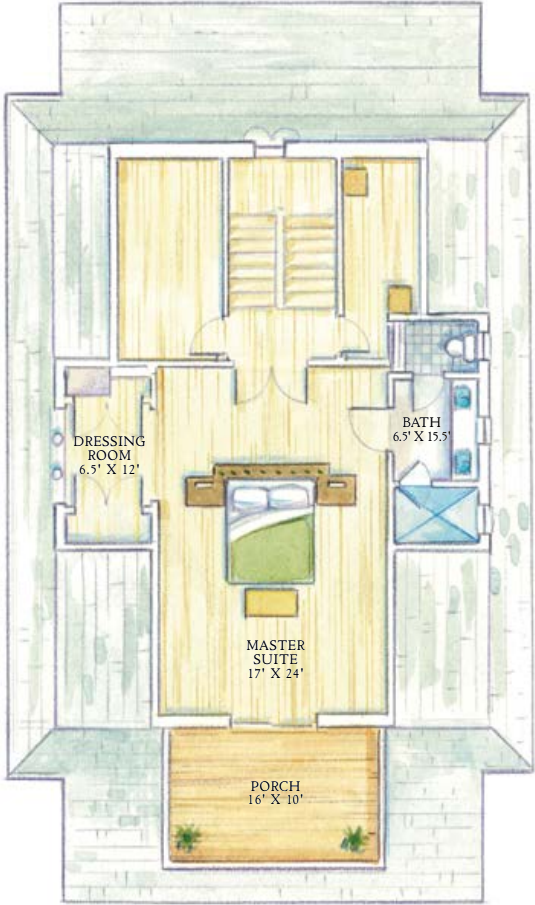 DRESSING
ROOM
6.5' X 12'
BATH
6.5' X 15.5'
MASTER
SUITE
17' X 24'
PORCH
16' X 10'